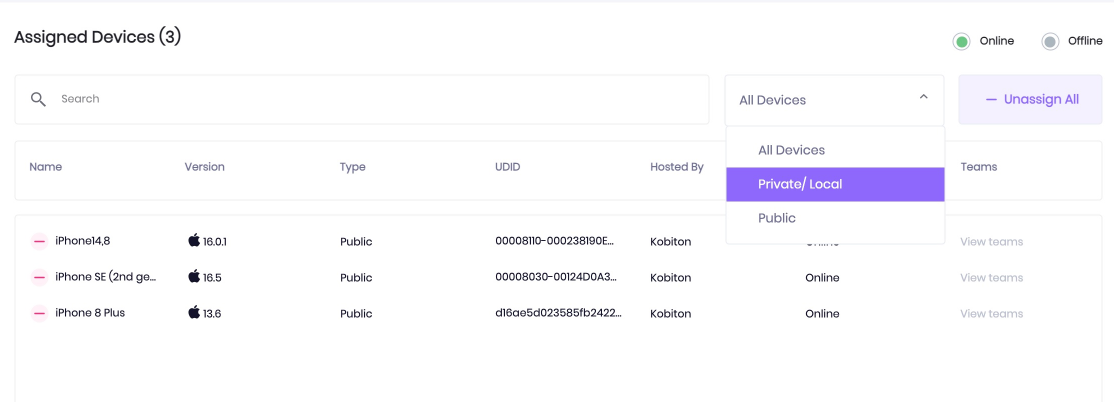 Assigned Devices (3)
Online Offline
Search
All Devices
Unassign All
All Devices
Private/ Local
Public
Name Version Type UDID Hosted By Teams
iPhone14,8 16.0.1 Public 00008110-000238190E... Kobiton Online View teams
iPhone SE (2nd ge... 16.5 Public 00008030-00124D0A3... Kobiton Online View teams
iPhone 8 Plus 13.6 Public d16ae5d023585fb2422... Kobiton Online View teams